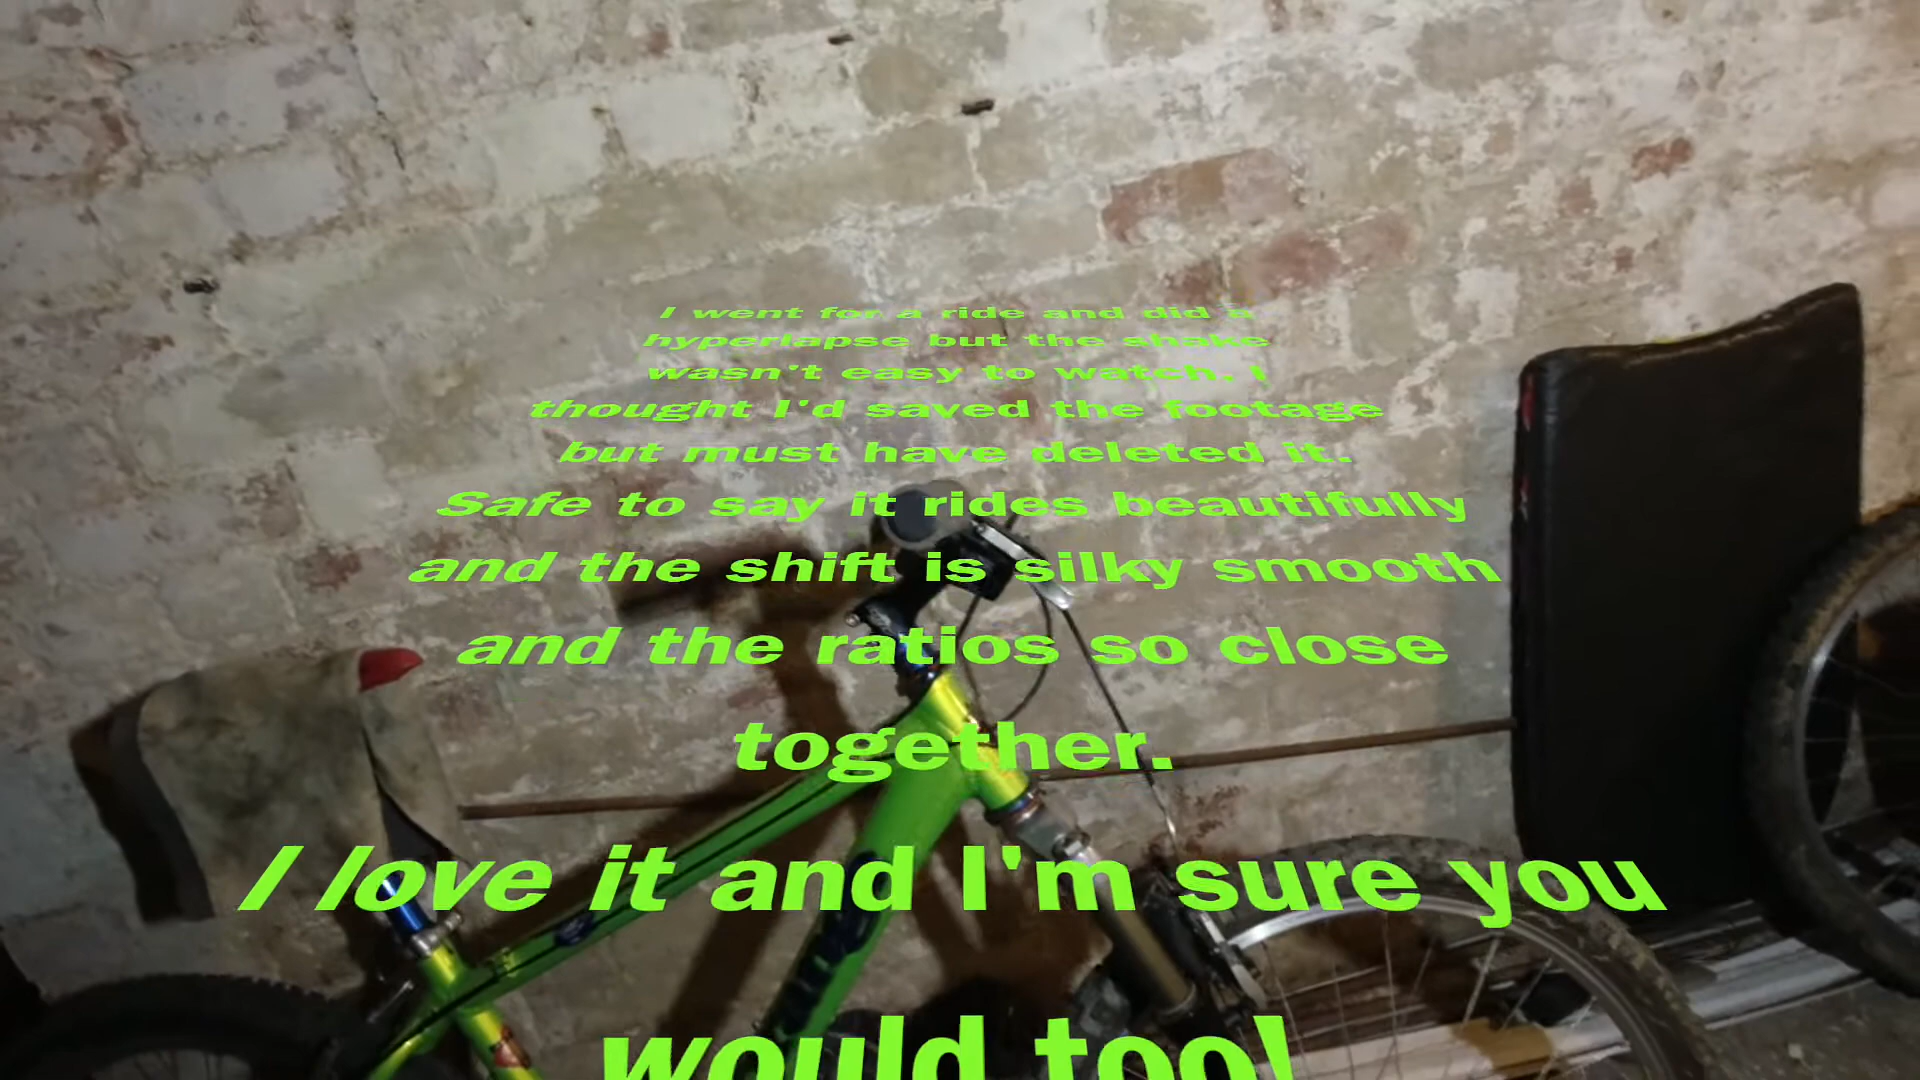 I went for a ride and did a
hyperlapse but the shake
wasn't easy to watch. I
thought I'd saved the footage
but must have deleted it.
Safe to say it rides beautifully
and the shift is silky smooth
and the ratios so close
together.
I love it and I'm sure you
would too!